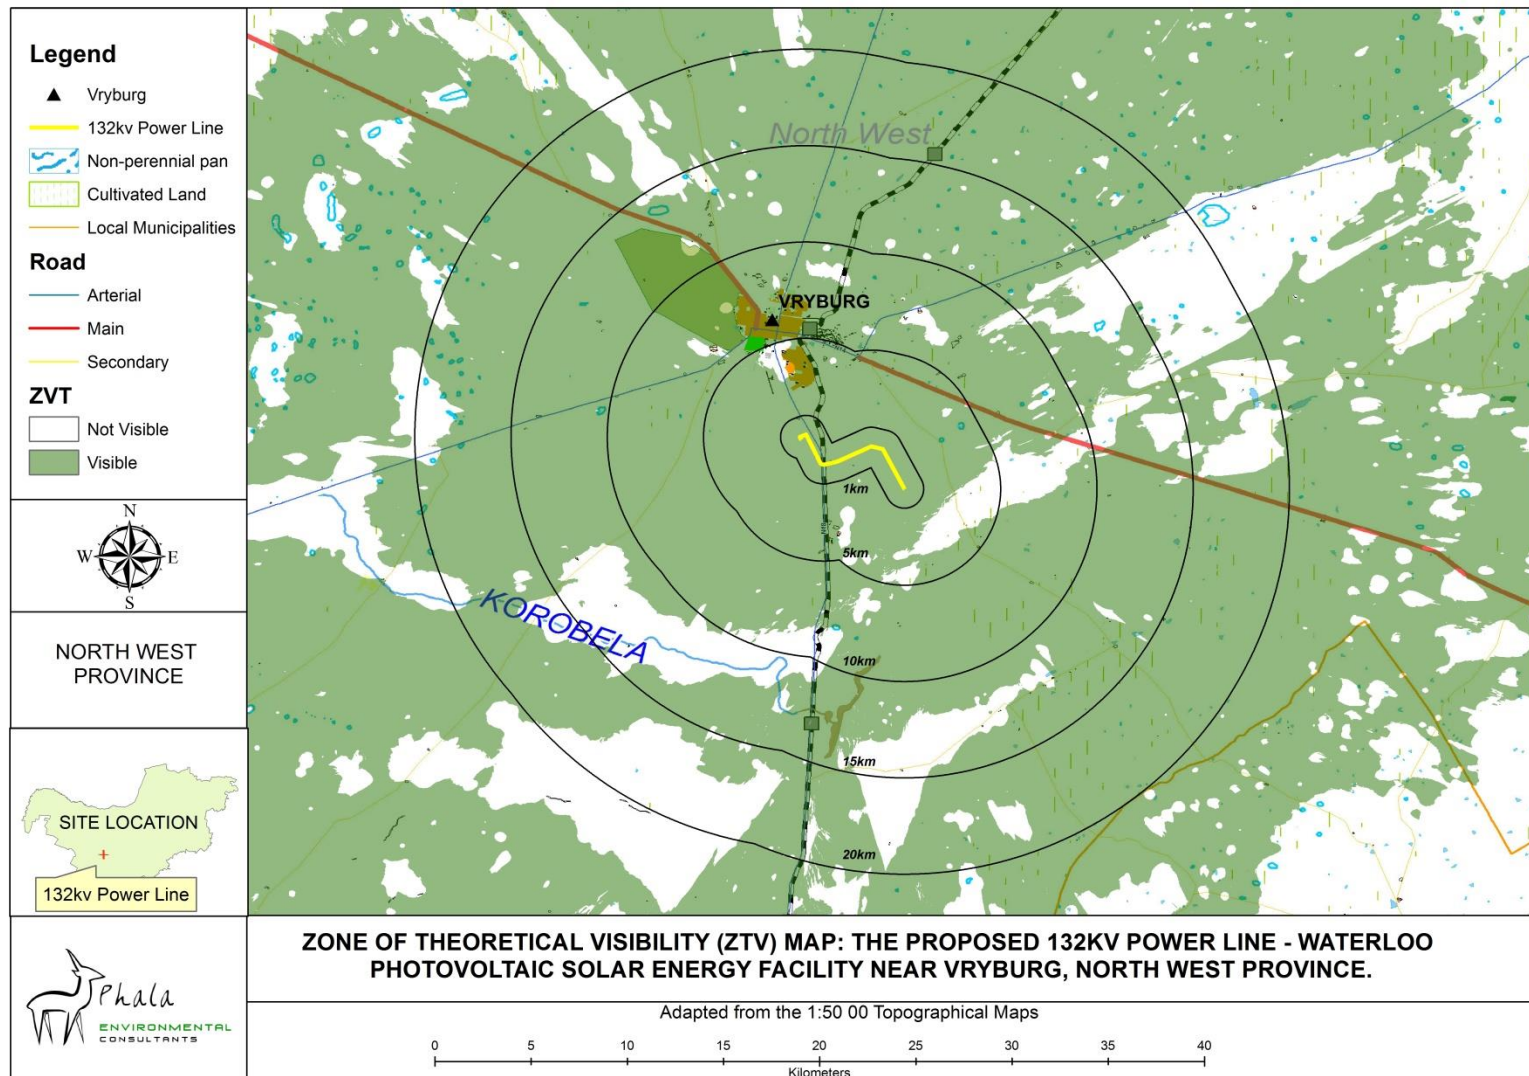 Legend
Vryburg
132kv Power Line
Non-perennial pan
Cultivated Land
Local Municipalities
Road
Arterial
Main
Secondary
ZVT
Not Visible
Visible
N
W
E
S
NORTH WEST
PROVINCE
SITE LOCATION
132kv Power Line
Phala
ENVIRONMENTAL
CONSULTANTS
North West
VRYBURG
1km
5km
KOROBELA
10km
15km
20km
ZONE OF THEORETICAL VISIBILITY (ZTV) MAP: THE PROPOSED 132KV POWER LINE - WATERLOO
PHOTOVOLTAIC SOLAR ENERGY FACILITY NEAR VRYBURG, NORTH WEST PROVINCE.
Adapted from the 1:50 00 Topographical Maps
0 5 10 15 20 25 30 35 40
Kilometers